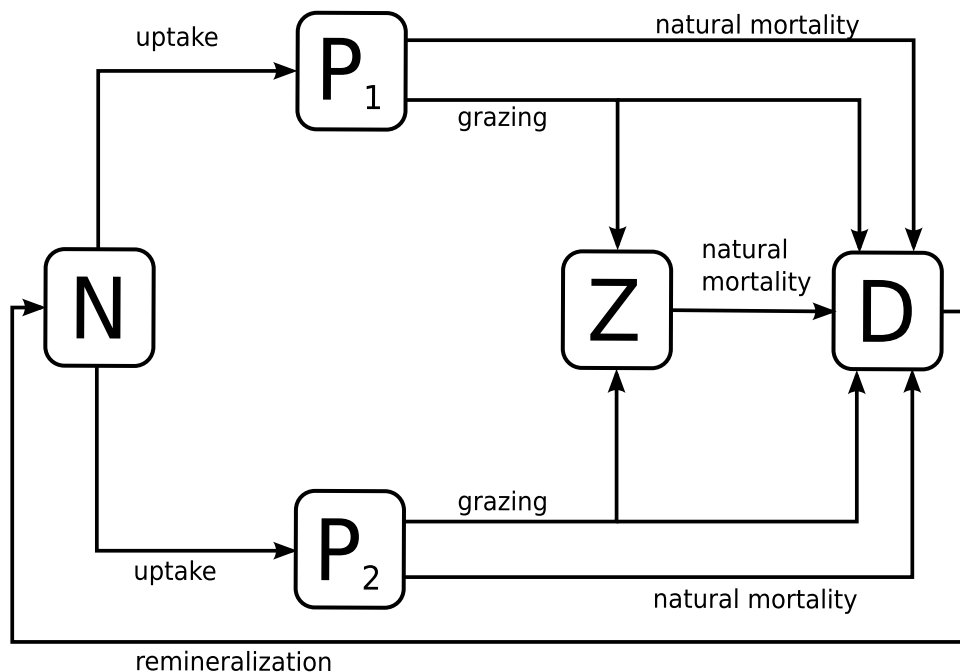 natural mortality
uptake
P1
grazing
natural
mortality
N
Z
D
grazing
P2
uptake
natural mortality
remineralization